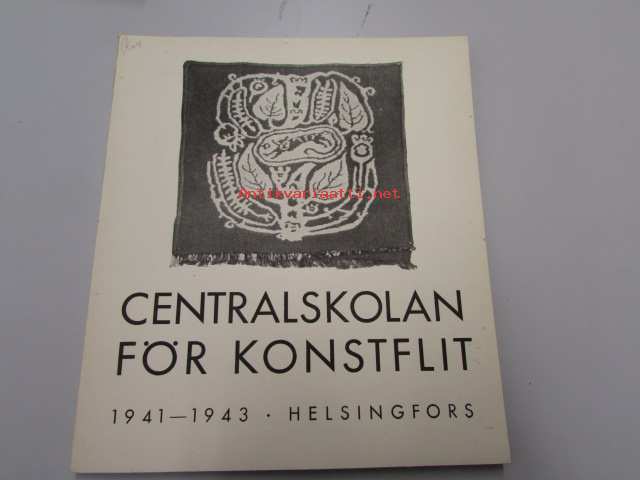 Antikvariaatti.net
CENTRALSKOLAN
FÖR KONSTFLIT
1941—1943 · HELSINGFORS